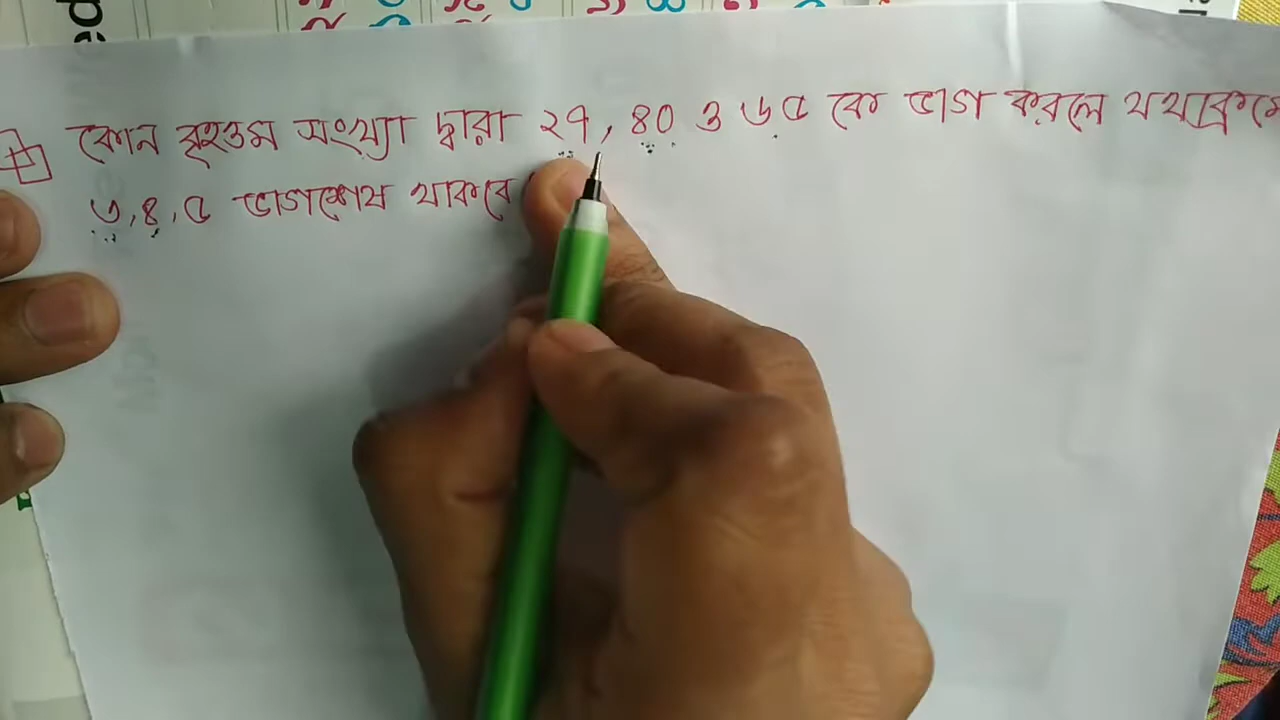 কোন বৃহত্তম সংখ্যা দ্বারা ২৭, ৪০ ও ৬৫ কে ভাগ করলে যথাক্রমে
৩, ৪, ৫ ভাগশেষ থাকবে